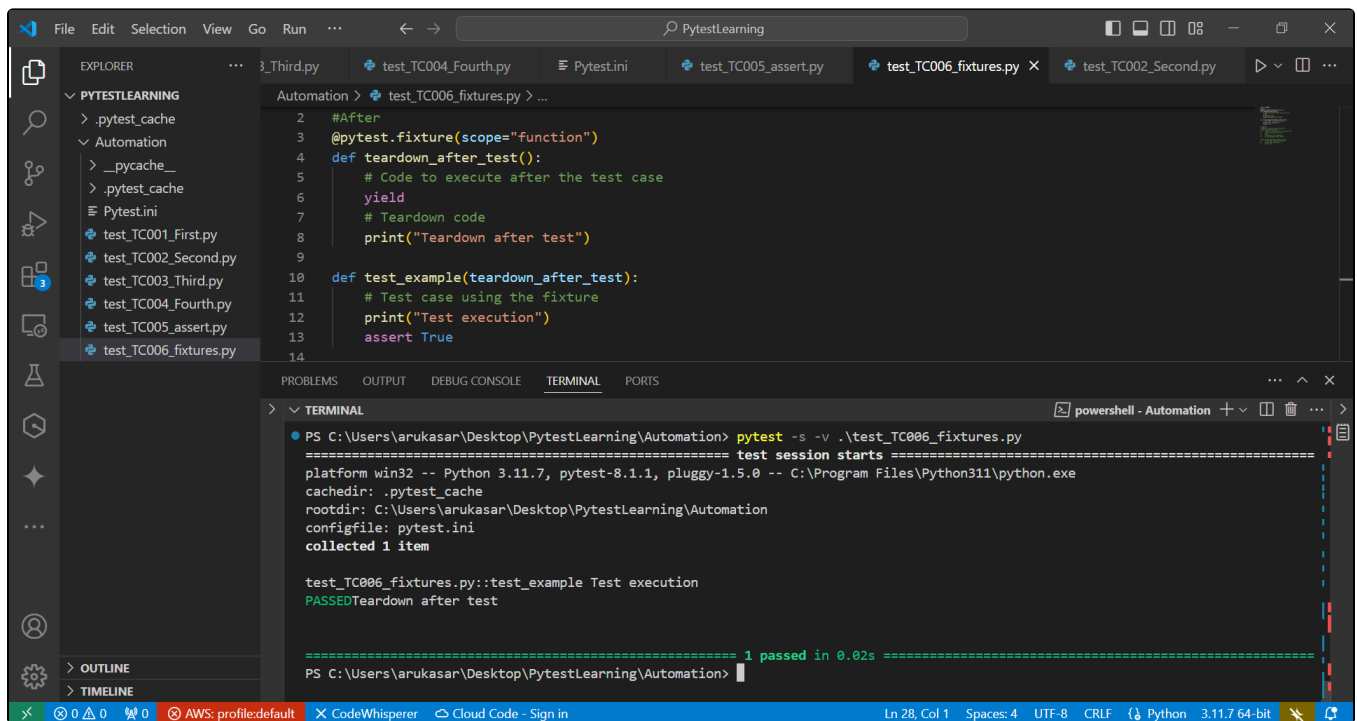 File Edit Selection View Go Run ··· PytestLearning
EXPLORER ···
PYTESTLEARNING
.pytest_cache
Automation
__pycache__
.pytest_cache
Pytest.ini
test_TC001_First.py
test_TC002_Second.py
test_TC003_Third.py
test_TC004_Fourth.py
test_TC005_assert.py
test_TC006_fixtures.py
OUTLINE
TIMELINE
3_Third.py test_TC004_Fourth.py Pytest.ini test_TC005_assert.py test_TC006_fixtures.py test_TC002_Second.py
Automation > test_TC006_fixtures.py > ...
2 #After
3 @pytest.fixture(scope="function")
4 def teardown_after_test():
5 # Code to execute after the test case
6 yield
7 # Teardown code
8 print("Teardown after test")
9
10 def test_example(teardown_after_test):
11 # Test case using the fixture
12 print("Test execution")
13 assert True
14
PROBLEMS OUTPUT DEBUG CONSOLE TERMINAL PORTS
TERMINAL powershell - Automation
PS C:\Users\arukasar\Desktop\PytestLearning\Automation> pytest -s -v .\test_TC006_fixtures.py
======================================================= test session starts =======================================================
platform win32 -- Python 3.11.7, pytest-8.1.1, pluggy-1.5.0 -- C:\Program Files\Python311\python.exe
cachedir: .pytest_cache
rootdir: C:\Users\arukasar\Desktop\PytestLearning\Automation
configfile: pytest.ini
collected 1 item
test_TC006_fixtures.py::test_example Test execution
PASSEDTeardown after test
======================================================== 1 passed in 0.02s ========================================================
PS C:\Users\arukasar\Desktop\PytestLearning\Automation>
3
0 0 0 AWS: profile:default CodeWhisperer Cloud Code - Sign in Ln 28, Col 1 Spaces: 4 UTF-8 CRLF Python 3.11.7 64-bit